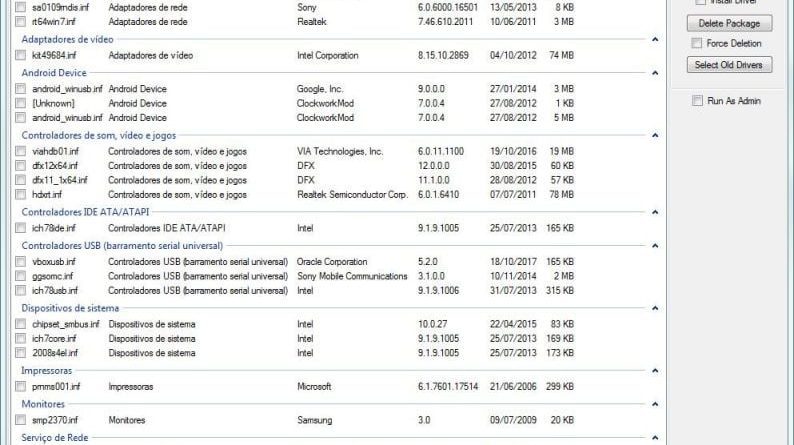 sa0109mdis.inf Adaptadores de rede Sony 6.0.6000.16501 13/05/2013 8 KB
rt64win7.inf Adaptadores de rede Realtek 7.46.610.2011 10/06/2011 3 MB
Adaptadores de vídeo
kit49684.inf Adaptadores de vídeo Intel Corporation 8.15.10.2869 04/10/2012 74 MB
Android Device
android_winusb.inf Android Device Google, Inc. 9.0.0.0 27/01/2014 3 MB
[Unknown] Android Device ClockworkMod 7.0.0.4 27/08/2012 1 KB
android_winusb.inf Android Device ClockworkMod 7.0.0.4 27/08/2012 5 MB
Controladores de som, vídeo e jogos
viahdb01.inf Controladores de som, vídeo e jogos VIA Technologies, Inc. 6.0.11.1100 19/10/2016 19 MB
dfx12x64.inf Controladores de som, vídeo e jogos DFX 12.0.0.0 30/08/2015 60 KB
dfx11_1x64.inf Controladores de som, vídeo e jogos DFX 11.1.0.0 28/08/2012 57 KB
hdxrt.inf Controladores de som, vídeo e jogos Realtek Semiconductor Corp. 6.0.1.6410 07/07/2011 78 MB
Controladores IDE ATA/ATAPI
ich78ide.inf Controladores IDE ATA/ATAPI Intel 9.1.9.1005 25/07/2013 165 KB
Controladores USB (barramento serial universal)
vboxusb.inf Controladores USB (barramento serial universal) Oracle Corporation 5.2.0 18/10/2017 165 KB
ggsomc.inf Controladores USB (barramento serial universal) Sony Mobile Communications 3.1.0.0 10/11/2014 2 MB
ich78usb.inf Controladores USB (barramento serial universal) Intel 9.1.9.1006 31/07/2013 315 KB
Dispositivos de sistema
chipset_smbus.inf Dispositivos de sistema Intel 10.0.27 22/04/2015 83 KB
ich7core.inf Dispositivos de sistema Intel 9.1.9.1005 25/07/2013 169 KB
2008s4el.inf Dispositivos de sistema Intel 9.1.9.1005 25/07/2013 173 KB
Impressoras
prnms001.inf Impressoras Microsoft 6.1.7601.17514 21/06/2006 299 KB
Monitores
smp2370.inf Monitores Samsung 3.0 09/07/2009 20 KB
Serviço de Rede
Install Driver
Delete Package
Force Deletion
Select Old Drivers
Run As Admin